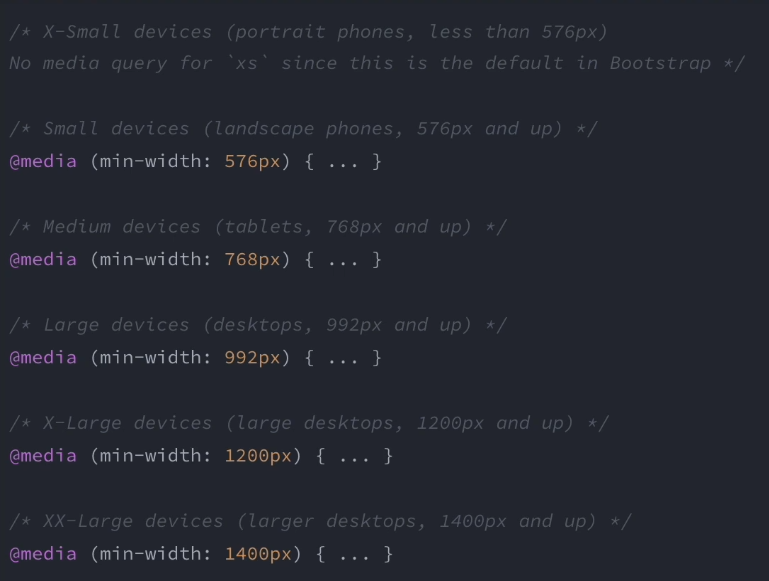 /* X-Small devices (portrait phones, less than 576px)
No media query for `xs` since this is the default in Bootstrap */
/* Small devices (landscape phones, 576px and up) */
@media (min-width: 576px) { ... }
/* Medium devices (tablets, 768px and up) */
@media (min-width: 768px) { ... }
/* Large devices (desktops, 992px and up) */
@media (min-width: 992px) { ... }
/* X-Large devices (large desktops, 1200px and up) */
@media (min-width: 1200px) { ... }
/* XX-Large devices (larger desktops, 1400px and up) */
@media (min-width: 1400px) { ... }